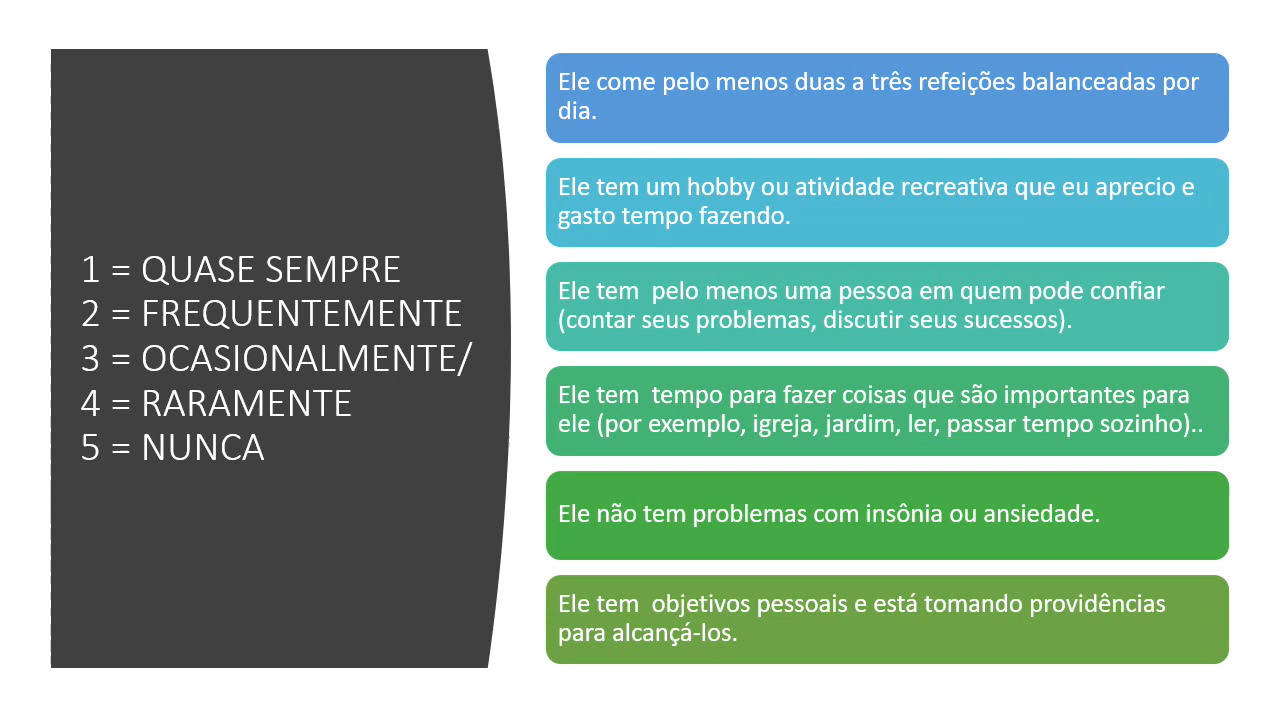 1 = QUASE SEMPRE
2 = FREQUENTEMENTE
3 = OCASIONALMENTE/
4 = RARAMENTE
5 = NUNCA
Ele come pelo menos duas a três refeições balanceadas por
dia.
Ele tem um hobby ou atividade recreativa que eu aprecio e
gasto tempo fazendo.
Ele tem  pelo menos uma pessoa em quem pode confiar
(contar seus problemas, discutir seus sucessos).
Ele tem  tempo para fazer coisas que são importantes para
ele (por exemplo, igreja, jardim, ler, passar tempo sozinho)..
Ele não tem problemas com insônia ou ansiedade.
Ele tem  objetivos pessoais e está tomando providências
para alcançá-los.